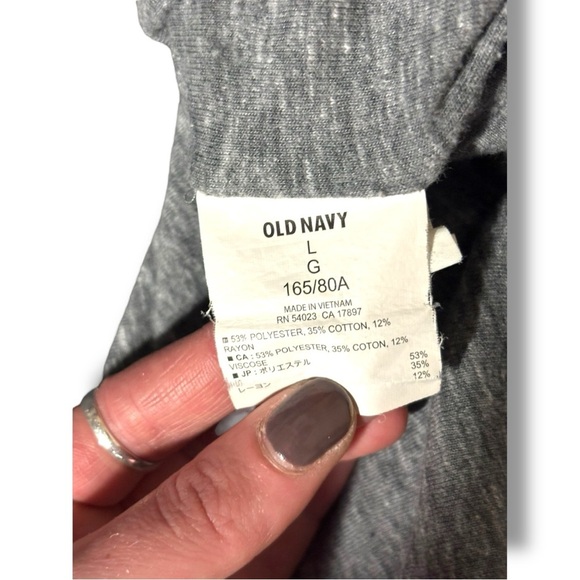 OLD NAVY
L
G
165/80A
MADE IN VIETNAM
RN 54023 CA 17897
53% POLYESTER, 35% COTTON, 12%
RAYON
■ CA : 53% POLYESTER, 35% COTON, 12%
VISCOSE
■ JP : ポリエステル 53%
35%
レーヨン 12%